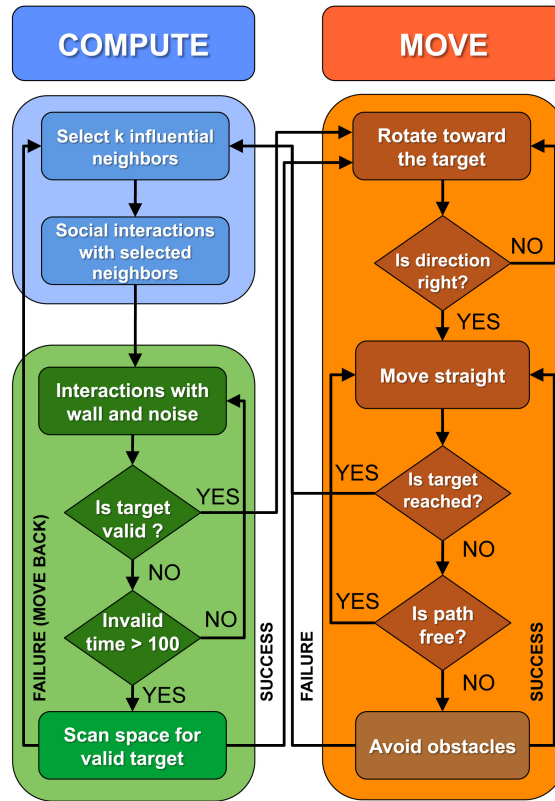 COMPUTE
MOVE
Select k influential
neighbors
Social interactions
with selected
neighbors
Interactions with
wall and noise
Is target
valid ?
YES
NO
Invalid
time > 100
NO
YES
Scan space for
valid target
FAILURE (MOVE BACK)
SUCCESS
FAILURE
Rotate toward
the target
Is direction
right?
NO
YES
Move straight
Is target
reached?
YES
NO
Is path
free?
YES
NO
Avoid obstacles
SUCCESS